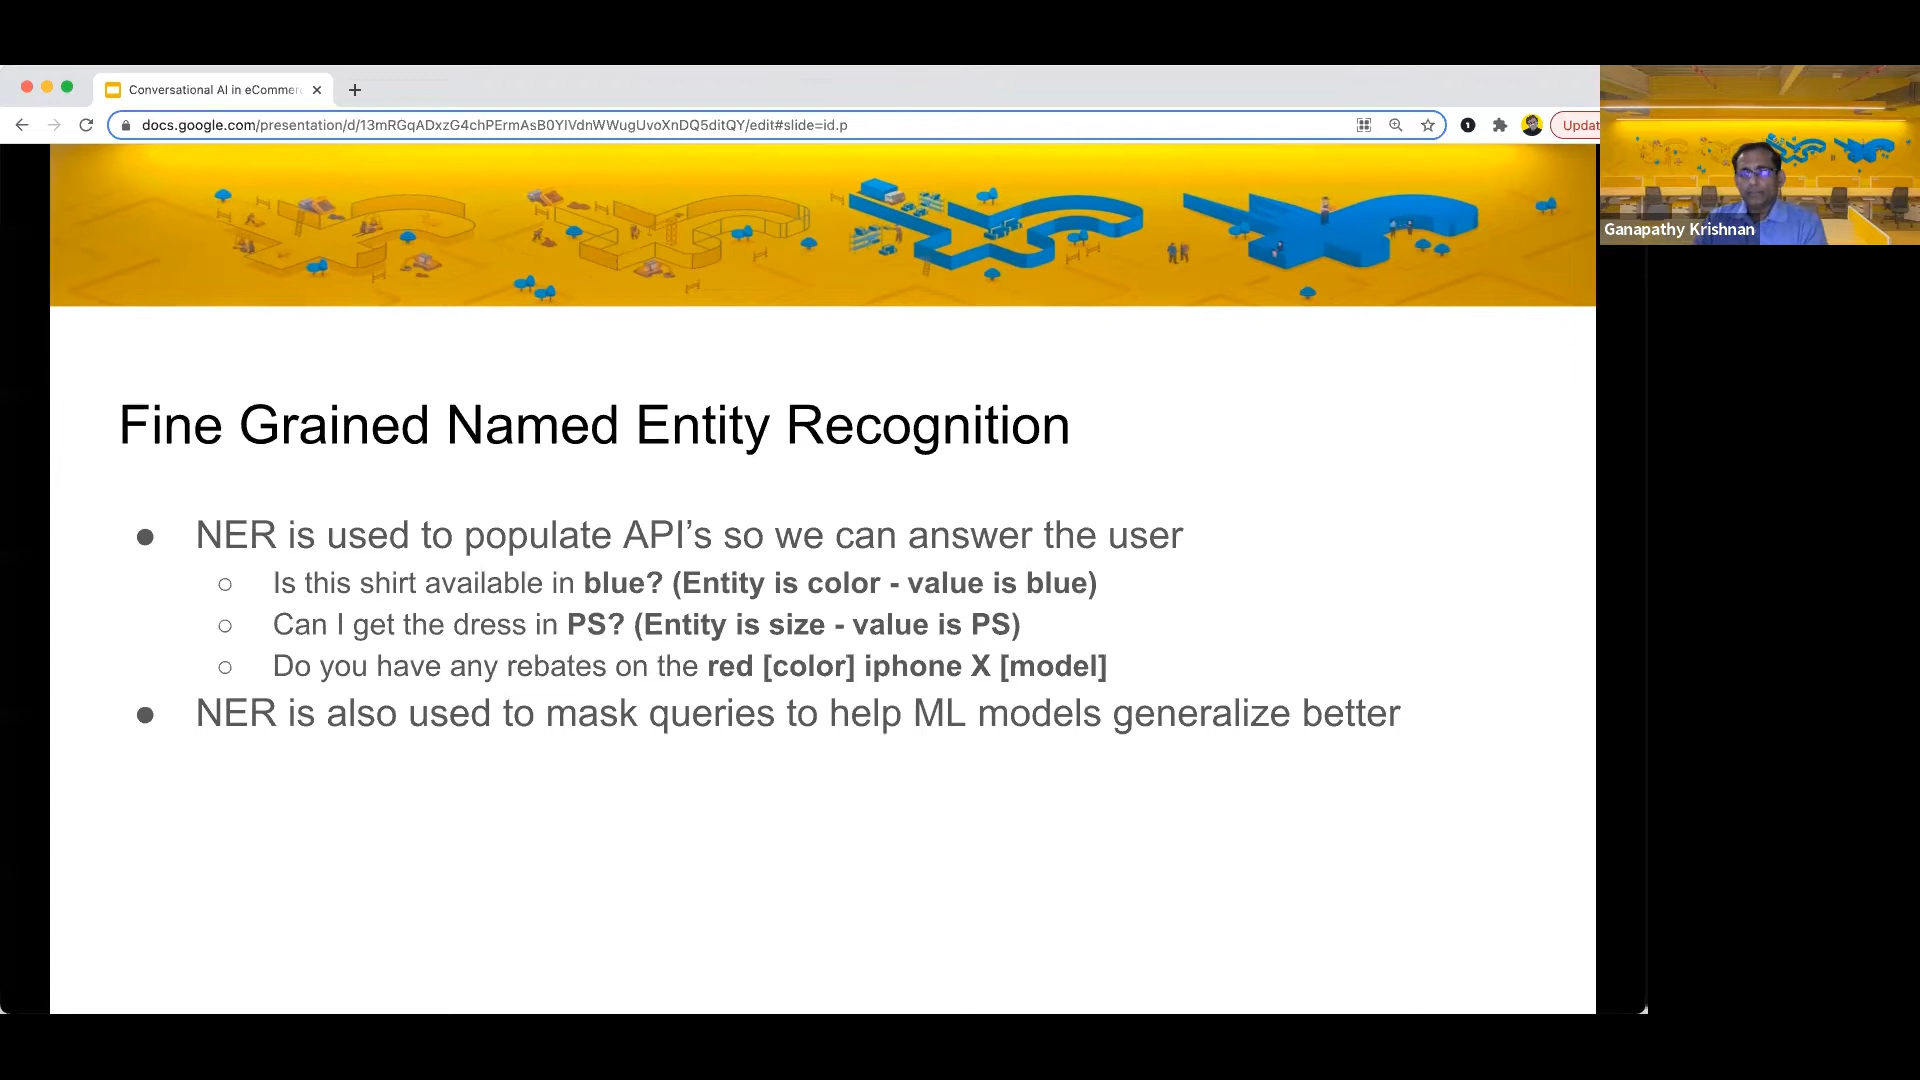 Conversational AI in eCommerc
docs.google.com/presentation/d/13mRGqADxzG4chPErmAsB0YIVdnWWugUvoXnDQ5ditQY/edit#slide=id.p
Updat
Ganapathy Krishnan
Fine Grained Named Entity Recognition
● NER is used to populate API’s so we can answer the user
○ Is this shirt available in blue? (Entity is color - value is blue)
○ Can I get the dress in PS? (Entity is size - value is PS)
○ Do you have any rebates on the red [color] iphone X [model]
● NER is also used to mask queries to help ML models generalize better